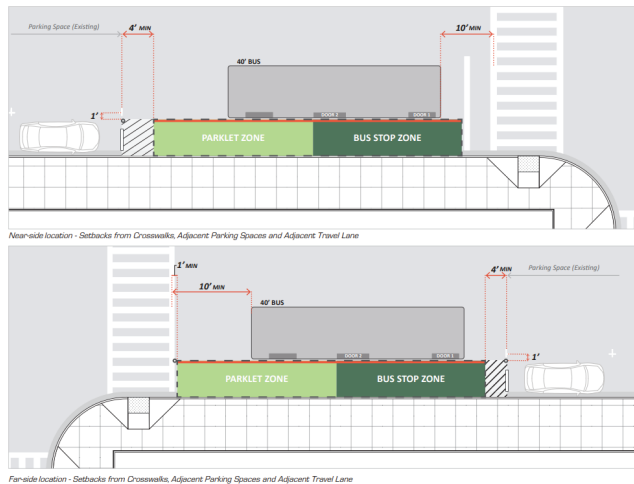 Parking Space (Existing) 4' MIN 10' MIN
40' BUS
1' DOOR 2 DOOR 1
PARKLET ZONE BUS STOP ZONE
Near-side location - Setbacks from Crosswalks, Adjacent Parking Spaces and Adjacent Travel Lane
1' MIN 4' MIN Parking Space (Existing)
10' MIN
40' BUS
DOOR 2 DOOR 1 1'
PARKLET ZONE BUS STOP ZONE
Far-side location - Setbacks from Crosswalks, Adjacent Parking Spaces and Adjacent Travel Lane